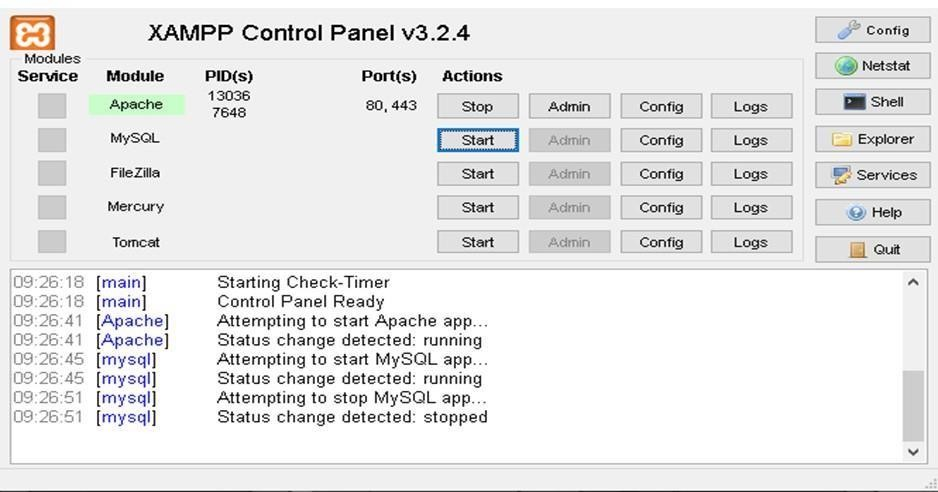 XAMPP Control Panel v3.2.4
Modules
Service Module PID(s) Port(s) Actions
Apache 13036 7648 80, 443 Stop Admin Config Logs
MySQL Start Admin Config Logs
FileZilla Start Admin Config Logs
Mercury Start Admin Config Logs
Tomcat Start Admin Config Logs
Config
Netstat
Shell
Explorer
Services
Help
Quit
09:26:18 [main] Starting Check-Timer
09:26:18 [main] Control Panel Ready
09:26:41 [Apache] Attempting to start Apache app...
09:26:41 [Apache] Status change detected: running
09:26:45 [mysql] Attempting to start MySQL app...
09:26:45 [mysql] Status change detected: running
09:26:51 [mysql] Attempting to stop MySQL app...
09:26:51 [mysql] Status change detected: stopped